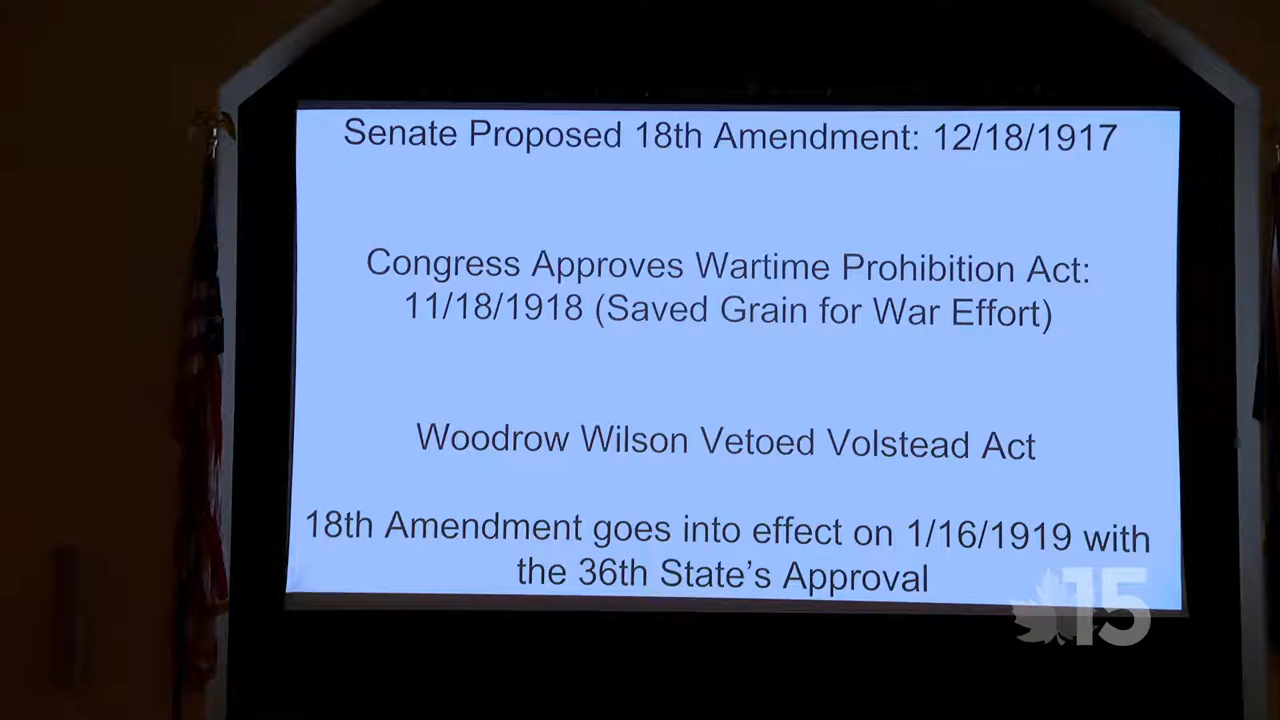 Senate Proposed 18th Amendment: 12/18/1917
Congress Approves Wartime Prohibition Act:
11/18/1918 (Saved Grain for War Effort)
Woodrow Wilson Vetoed Volstead Act
18th Amendment goes into effect on 1/16/1919 with
the 36th State’s Approval
15